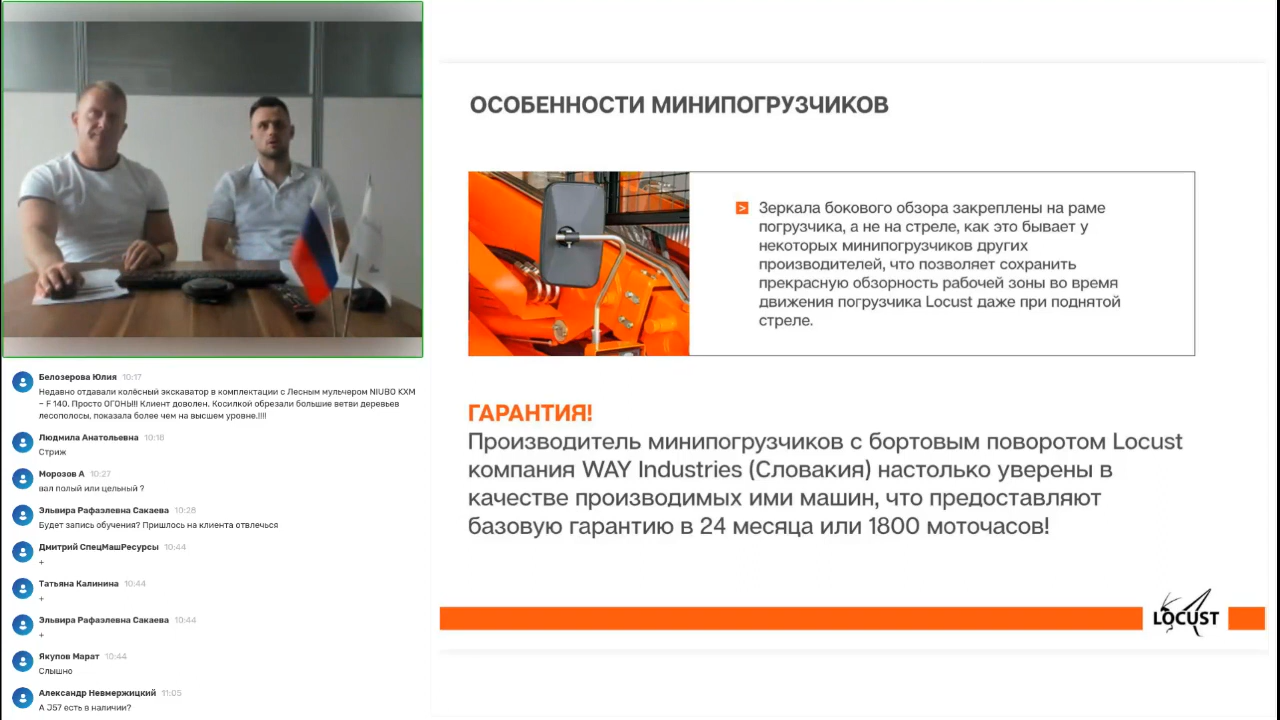 ОСОБЕННОСТИ МИНИПОГРУЗЧИКОВ
Зеркала бокового обзора закреплены на раме
погрузчика, а не на стреле, как это бывает у
некоторых минипогрузчиков других
производителей, что позволяет сохранить
прекрасную обзорность рабочей зоны во время
движения погрузчика Locust даже при поднятой
стреле.
ГАРАНТИЯ!
Производитель минипогрузчиков с бортовым поворотом Locust
компания WAY Industries (Словакия) настолько уверены в
качестве производимых ими машин, что предоставляют
базовую гарантию в 24 месяца или 1800 моточасов!
LOCUST
Белозерова Юлия 10:17
Недавно отдавали колёсный экскаватор в комплектации с Лесным мульчером NIUBO KXM
– F 140. Просто ОГОНЬ!!! Клиент доволен. Косилкой обрезали большие ветви деревьев
лесополосы, показала более чем на высшем уровне.!!!!
Людмила Анатольевна 10:18
Стриж
Морозов А 10:27
вал полый или цельный ?
Эльвира Рафаэлевна Сакаева 10:28
Будет запись обучения? Пришлось на клиента отвлечься
Дмитрий СпецМашРесурсы 10:44
+
Татьяна Калинина 10:44
+
Эльвира Рафаэлевна Сакаева 10:44
+
Якупов Марат 10:44
Слышно
Александр Невмержицкий 11:05
А J57 есть в наличии?